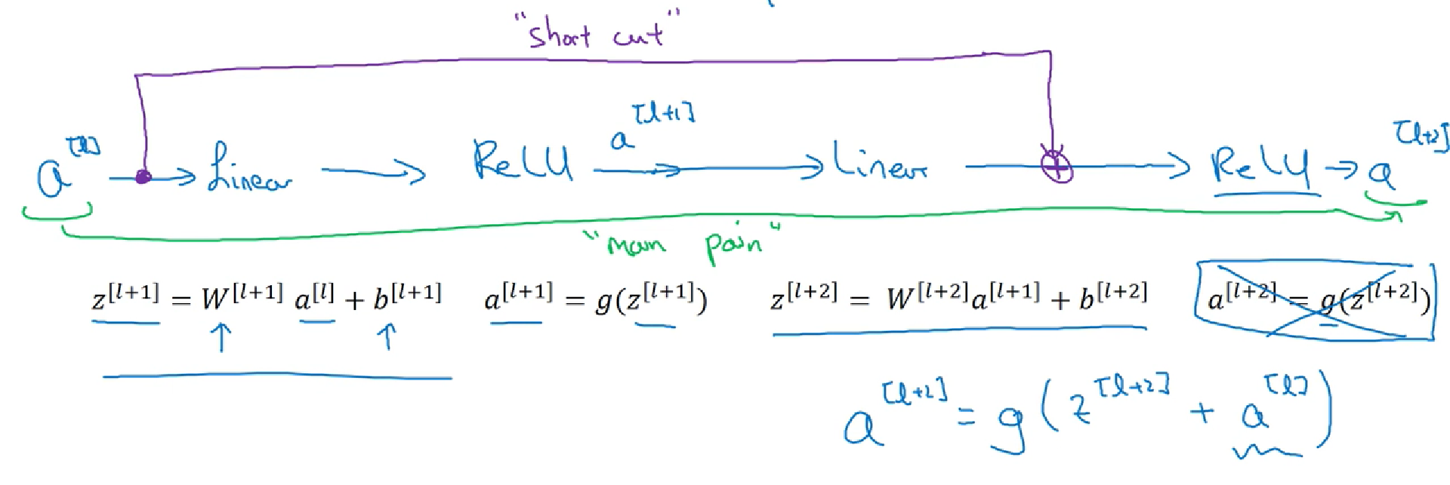 "short cut"
a^[l] → Linear → ReLU a^[l+1] → Linear → ⊕ → ReLU → a^[l+2]
"main pain"
z^[l+1] = W^[l+1] a^[l] + b^[l+1]   a^[l+1] = g(z^[l+1])   z^[l+2] = W^[l+2]a^[l+1] + b^[l+2]   a^[l+2] = g(z^[l+2])
a^[l+2] = g(z^[l+2] + a^[l])